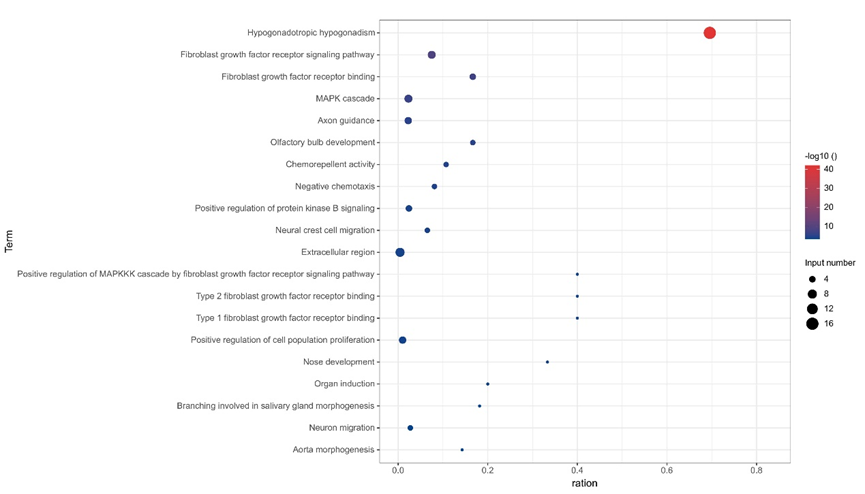 Term
Hypogonadotropic hypogonadism
Fibroblast growth factor receptor signaling pathway
Fibroblast growth factor receptor binding
MAPK cascade
Axon guidance
Olfactory bulb development
Chemorepellent activity
Negative chemotaxis
Positive regulation of protein kinase B signaling
Neural crest cell migration
Extracellular region
Positive regulation of MAPKKK cascade by fibroblast growth factor receptor signaling pathway
Type 2 fibroblast growth factor receptor binding
Type 1 fibroblast growth factor receptor binding
Positive regulation of cell population proliferation
Nose development
Organ induction
Branching involved in salivary gland morphogenesis
Neuron migration
Aorta morphogenesis
0.0 0.2 0.4 0.6 0.8
ration
-log10 ()
40
30
20
10
Input number
4
8
12
16